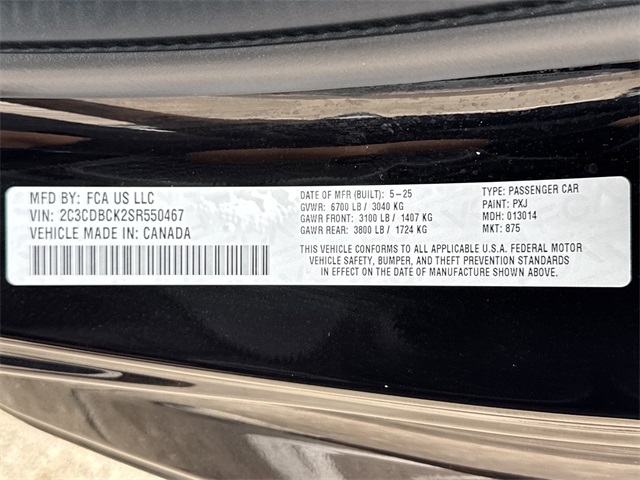 MFD BY: FCA US LLC
VIN: 2C3CDBCK2SR550467
VEHICLE MADE IN: CANADA
DATE OF MFR (BUILT): 5-25
GVWR: 6700 LB / 3040 KG
GAWR FRONT: 3100 LB / 1407 KG
GAWR REAR: 3800 LB / 1724 KG
TYPE: PASSENGER CAR
PAINT: PXJ
MDH: 013014
MKT: 875
THIS VEHICLE CONFORMS TO ALL APPLICABLE U.S.A. FEDERAL MOTOR
VEHICLE SAFETY, BUMPER, AND THEFT PREVENTION STANDARDS
IN EFFECT ON THE DATE OF MANUFACTURE SHOWN ABOVE.